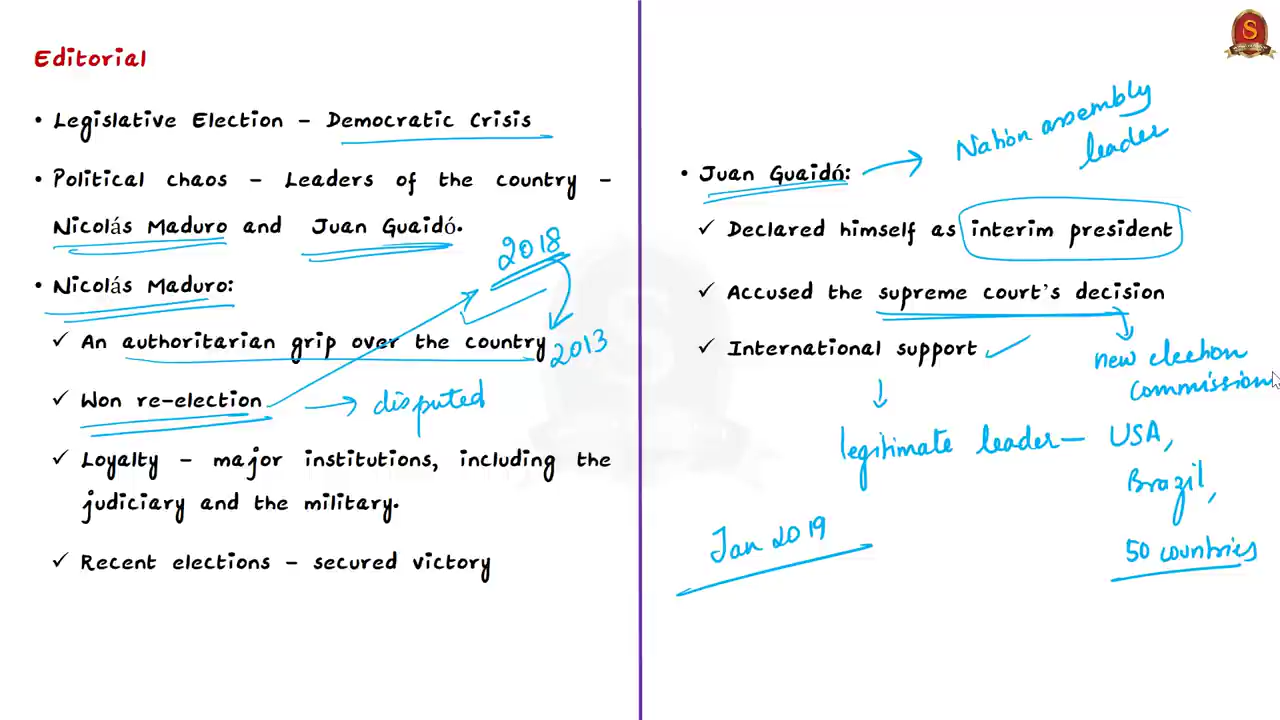 Editorial
• Legislative Election – Democratic Crisis
• Political chaos – Leaders of the country –
Nicolás Maduro and Juan Guaidó.
2018
• Nicolás Maduro:
✓ An authoritarian grip over the country
2013
✓ Won re-election → disputed
✓ Loyalty – major institutions, including the
judiciary and the military.
✓ Recent elections – secured victory
S
Nation assembly
leader
• Juan Guaidó:
✓ Declared himself as interim president
✓ Accused the supreme court's decision
✓ International support ✓
new election
commission
legitimate leader – USA,
Brazil,
Jan 2019
50 countries